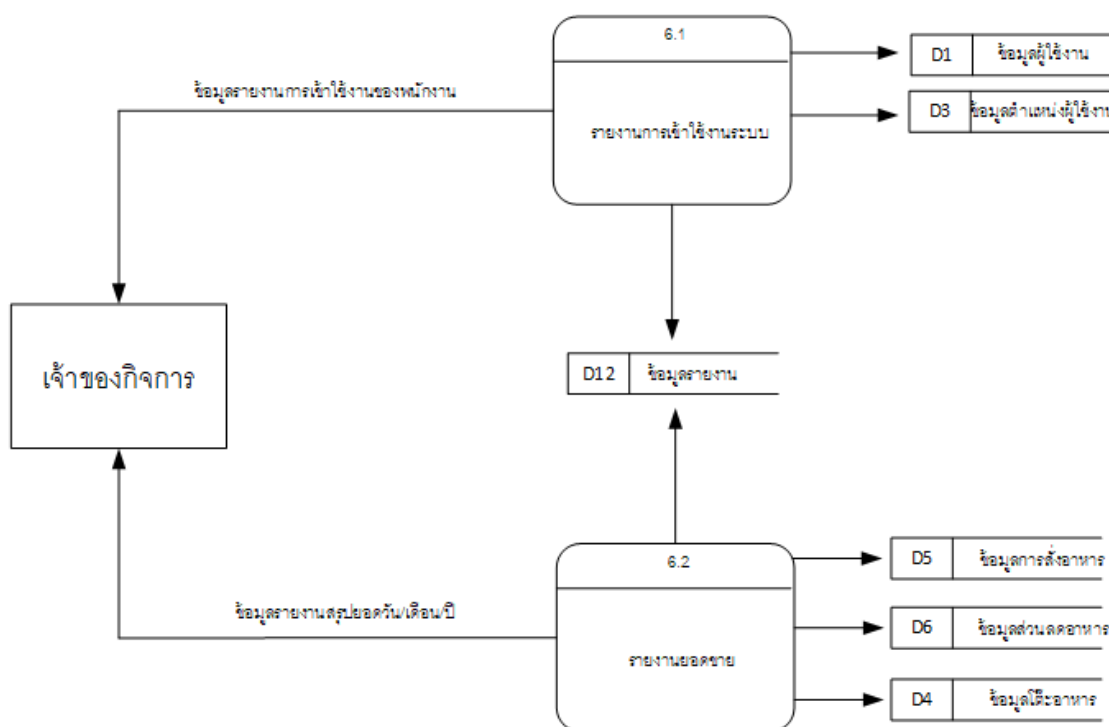 6.1
รายงานการเข้าใช้งานระบบ
D1 ข้อมูลผู้ใช้งาน
D3 ข้อมูลตำแหน่งผู้ใช้งาน
ข้อมูลรายงานการเข้าใช้งานของพนักงาน
เจ้าของกิจการ
D12 ข้อมูลรายงาน
6.2
รายงานยอดขาย
ข้อมูลรายงานสรุปยอดวัน/เดือน/ปี
D5 ข้อมูลการสั่งอาหาร
D6 ข้อมูลส่วนลดอาหาร
D4 ข้อมูลโต๊ะอาหาร